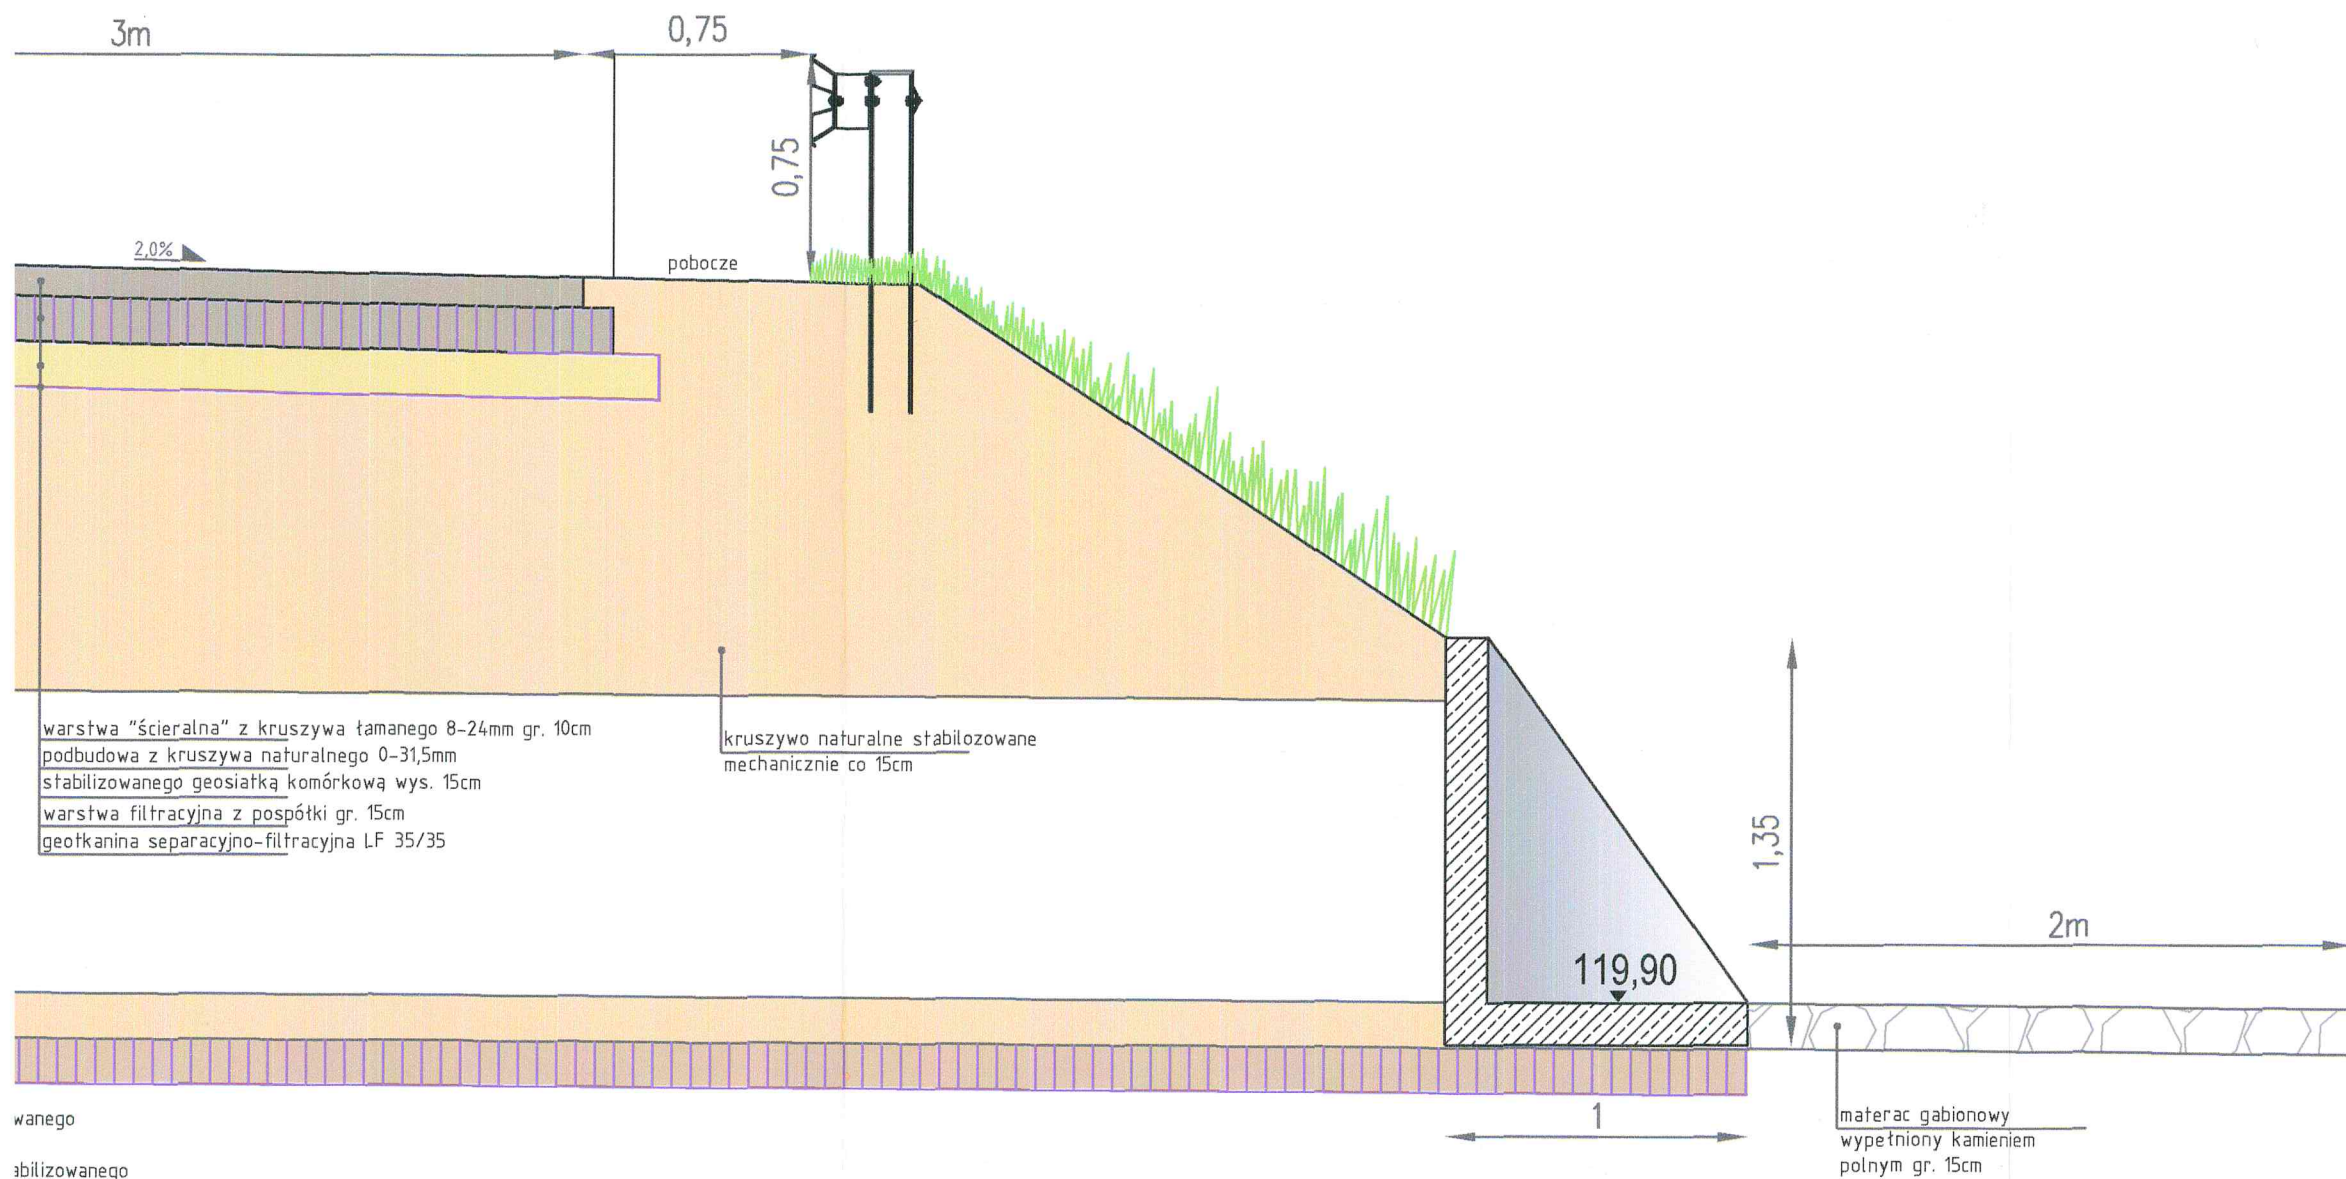 3m
0,75
0,75
2,0%
pobocze
warstwa "ścieralna" z kruszywa łamanego 8-24mm gr. 10cm
podbudowa z kruszywa naturalnego 0-31,5mm
stabilizowanego geosiatką komórkową wys. 15cm
warstwa filtracyjna z pospółki gr. 15cm
geotkanina separacyjno-filtracyjna LF 35/35
kruszywo naturalne stabilozowane
mechanicznie co 15cm
1,35
2m
119,90
1
materac gabionowy
wypełniony kamieniem
polnym gr. 15cm
wanego
abilizowanego